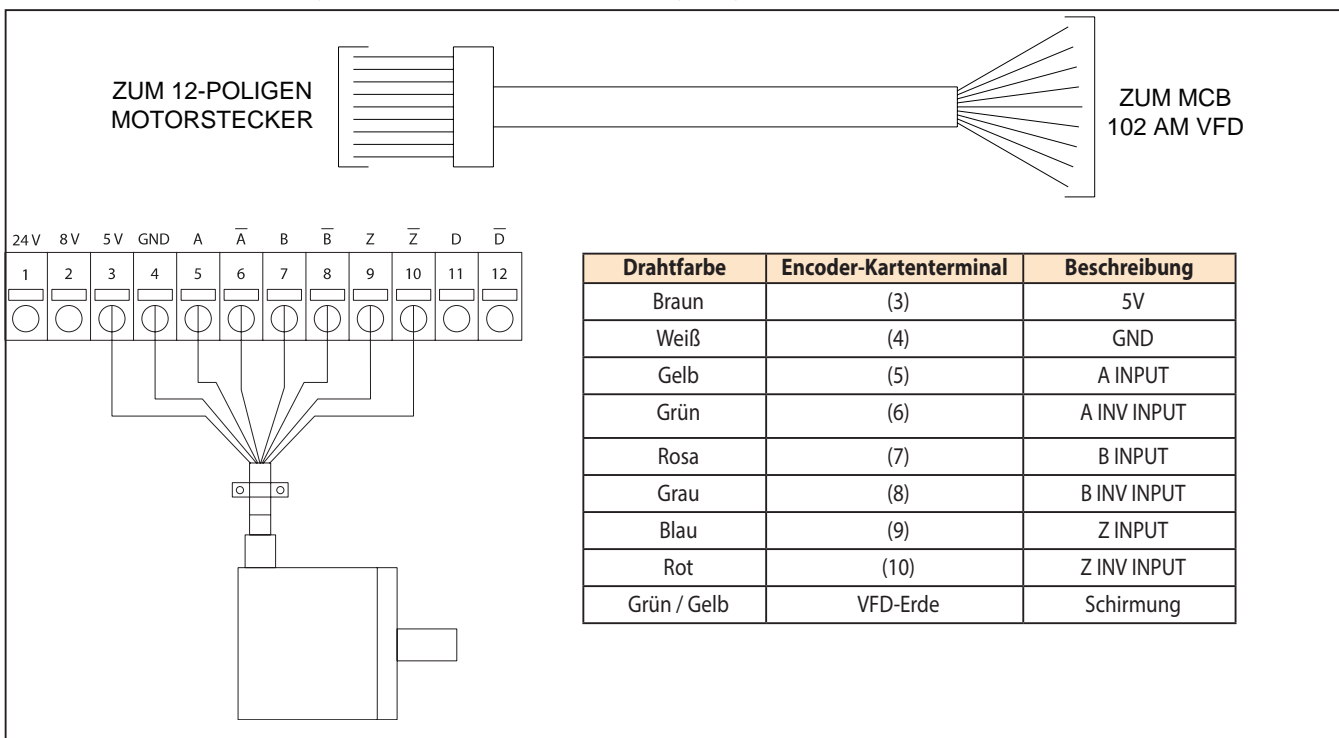 ZUM 12-POLIGEN
MOTORSTECKER
ZUM MCB
102 AM VFD
24 V 8 V 5 V GND A A̅ B B̅ Z Z̅ D D̅
1 2 3 4 5 6 7 8 9 10 11 12
Drahtfarbe Encoder-Kartenterminal Beschreibung
Braun (3) 5V
Weiß (4) GND
Gelb (5) A INPUT
Grün (6) A INV INPUT
Rosa (7) B INPUT
Grau (8) B INV INPUT
Blau (9) Z INPUT
Rot (10) Z INV INPUT
Grün / Gelb VFD-Erde Schirmung